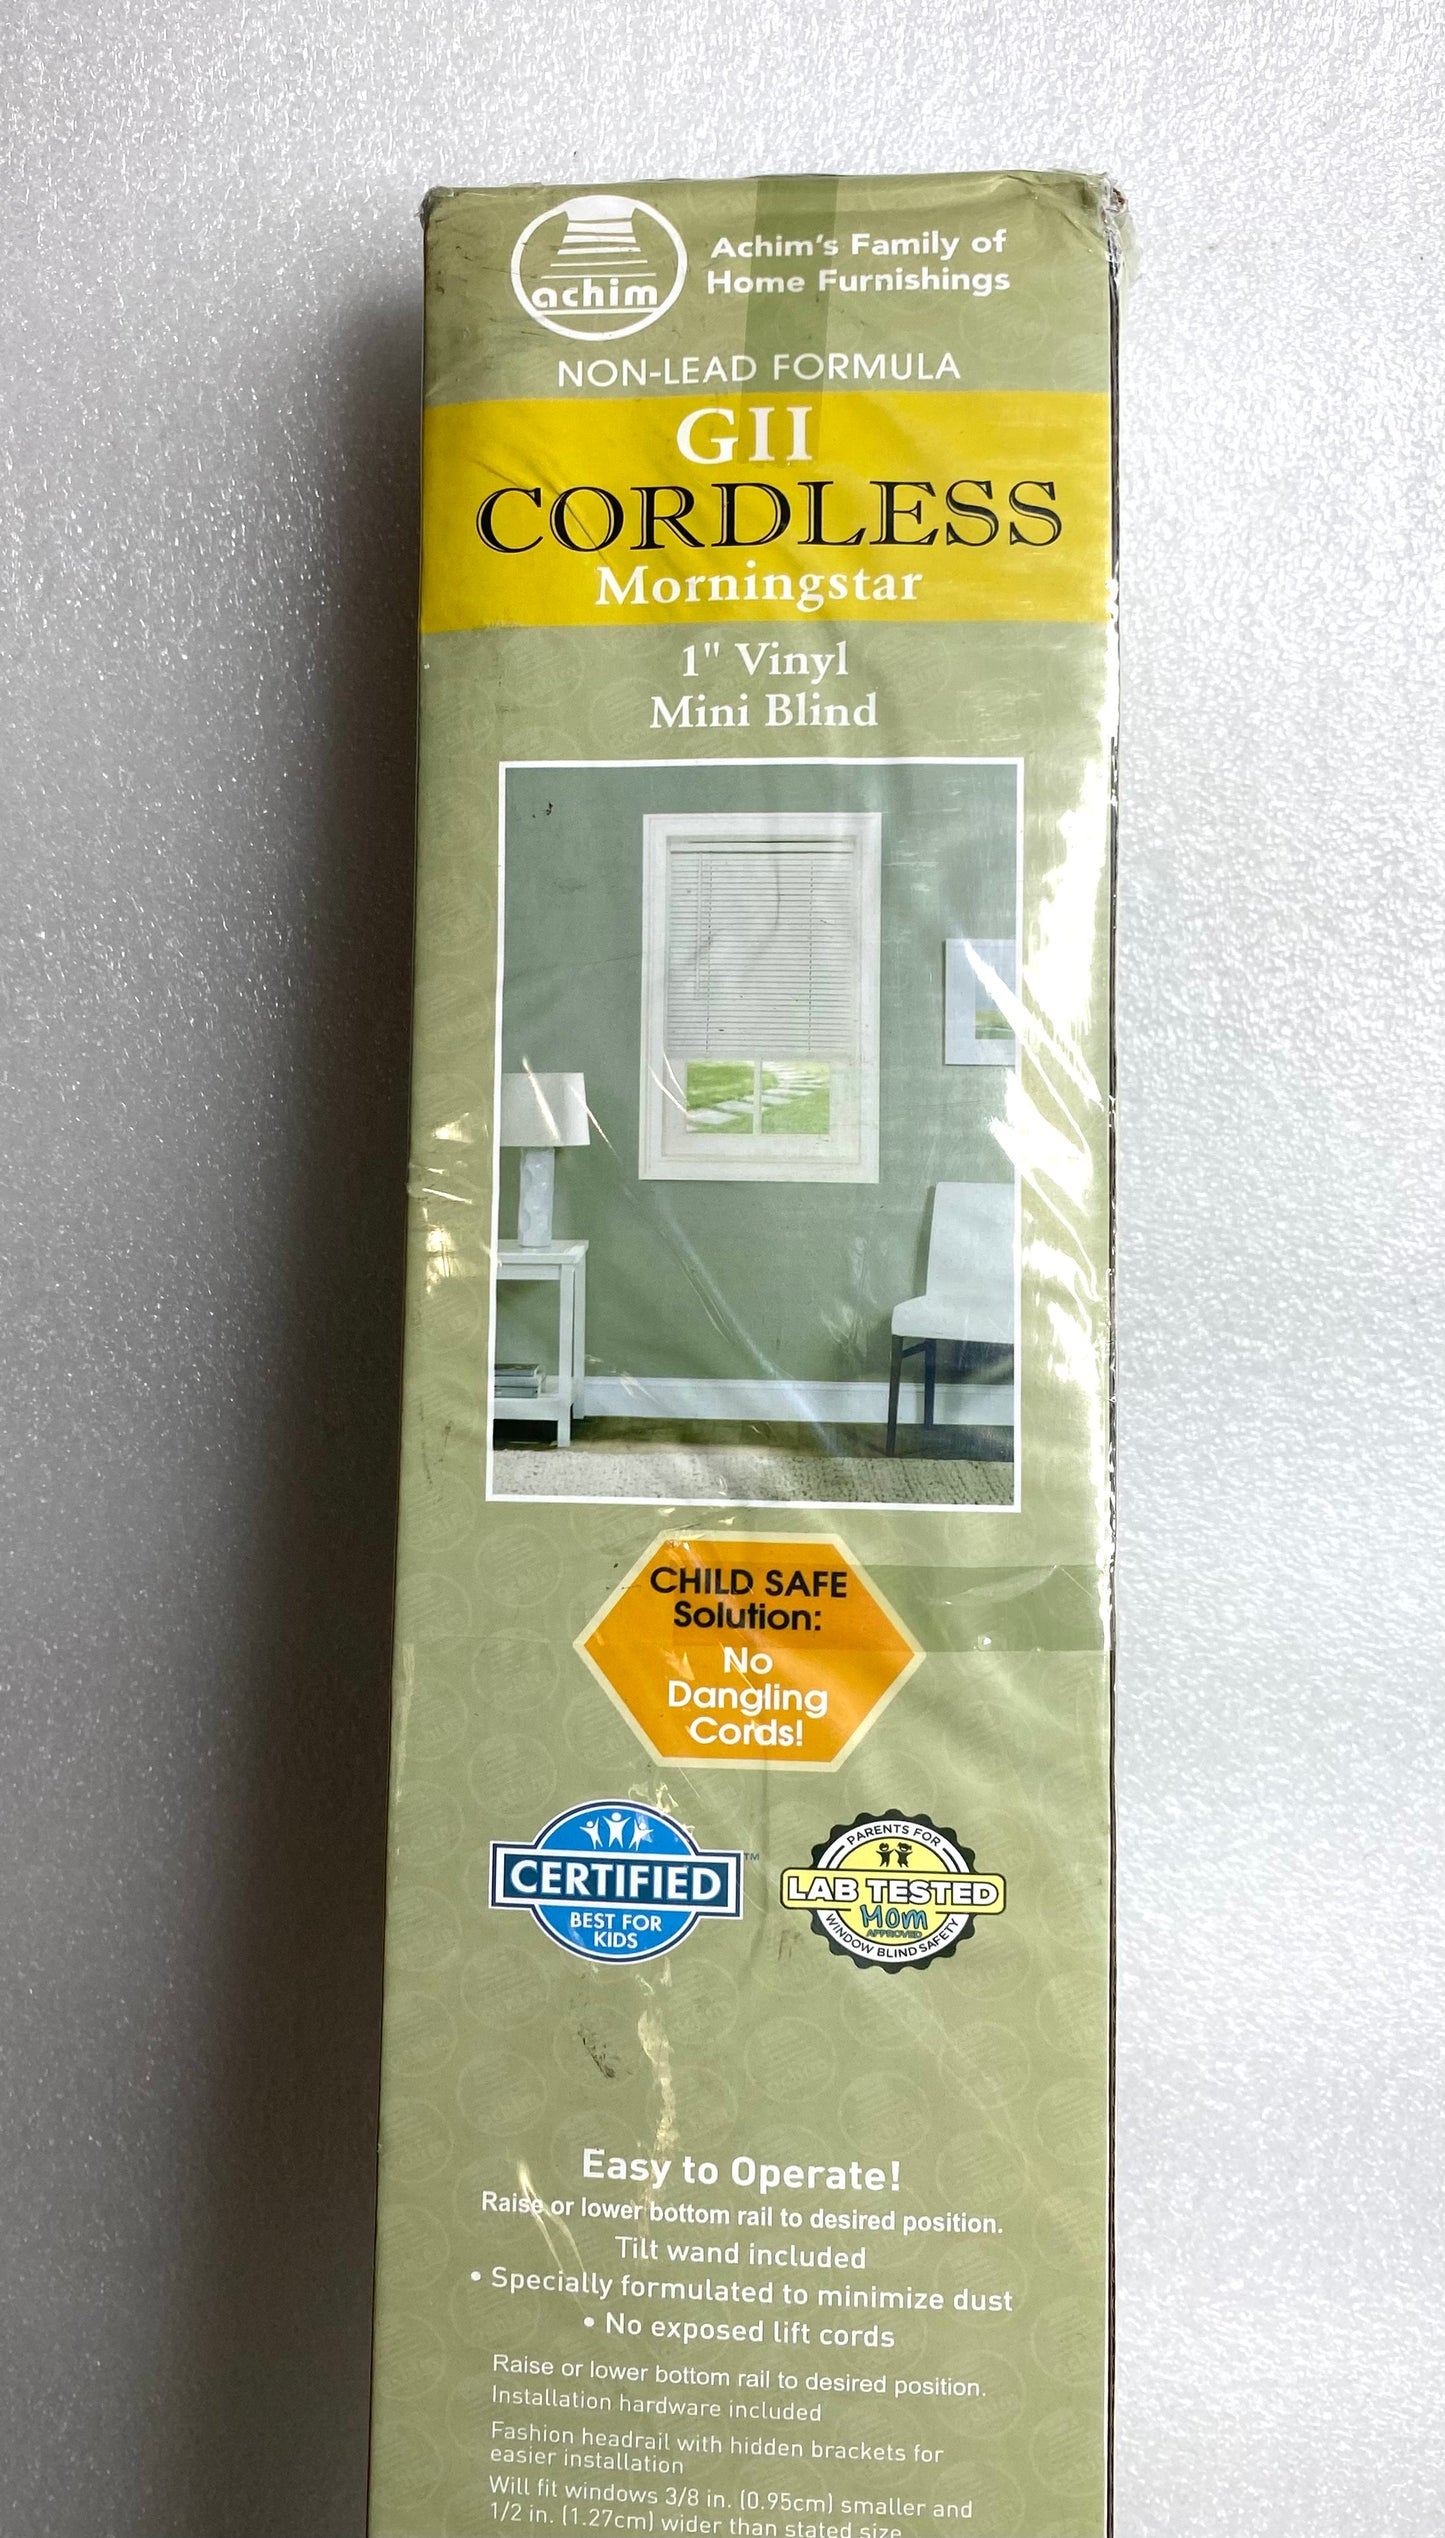 achim
Achim's Family of
Home Furnishings
NON-LEAD FORMULA
GII
CORDLESS
Morningstar
1" Vinyl
Mini Blind
CHILD SAFE
Solution:
No
Dangling
Cords!
CERTIFIED™
BEST FOR
KIDS
PARENTS FOR
LAB TESTED
Mom
APPROVED
WINDOW BLIND SAFETY
Easy to Operate!
Raise or lower bottom rail to desired position.
Tilt wand included
• Specially formulated to minimize dust
• No exposed lift cords
Raise or lower bottom rail to desired position.
Installation hardware included
Fashion headrail with hidden brackets for
easier installation
Will fit windows 3/8 in. (0.95cm) smaller and
1/2 in. (1.27cm) wider than stated size